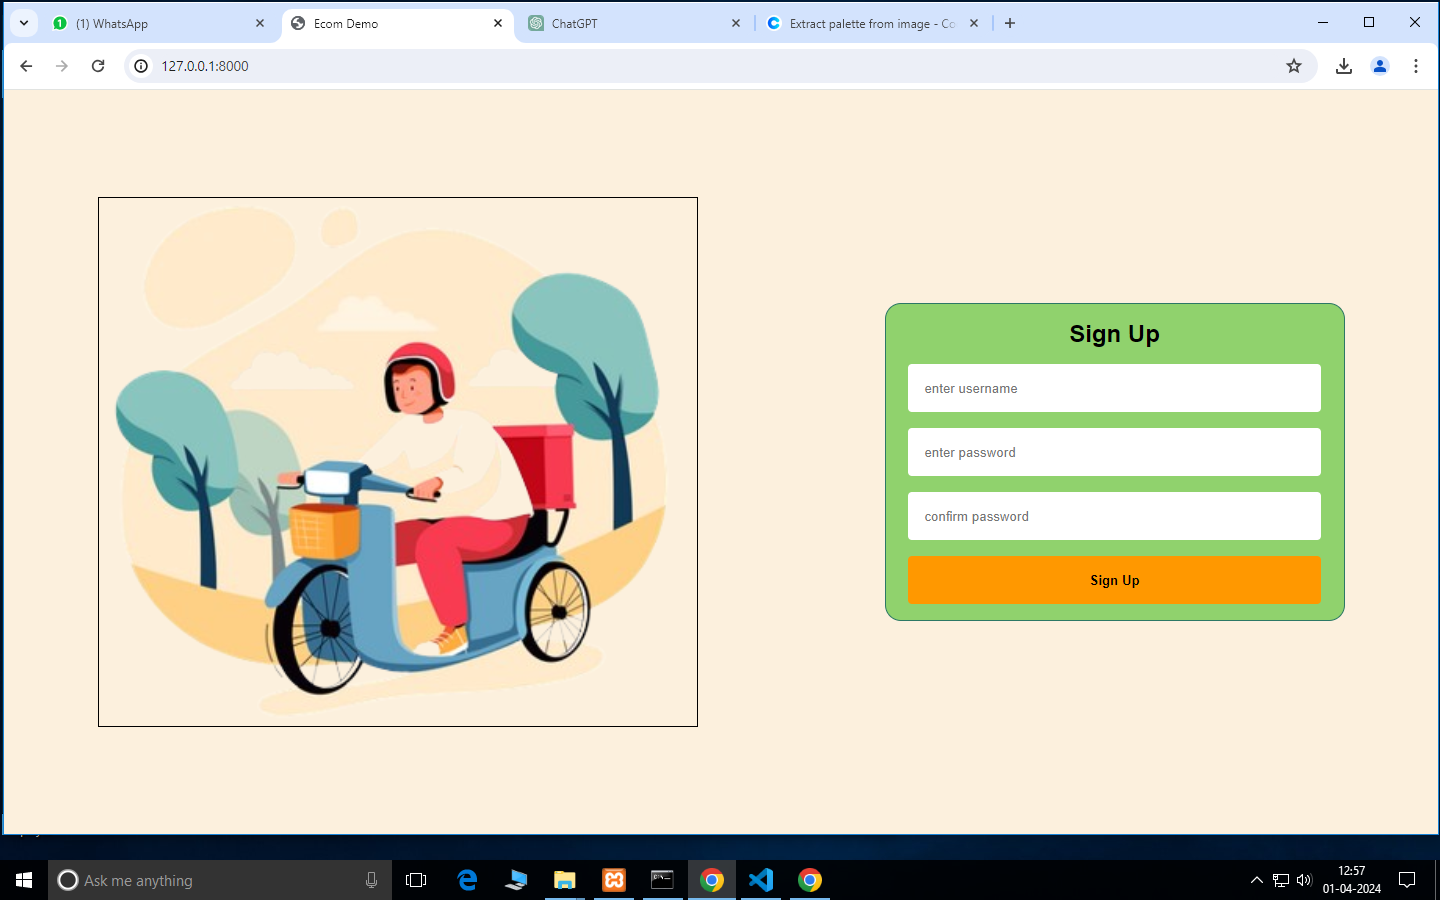 1
(1) WhatsApp
Ecom Demo
ChatGPT
Extract palette from image - Co
127.0.0.1:8000
Sign Up
enter username
enter password
confirm password
Sign Up
Ask me anything
12:57
01-04-2024